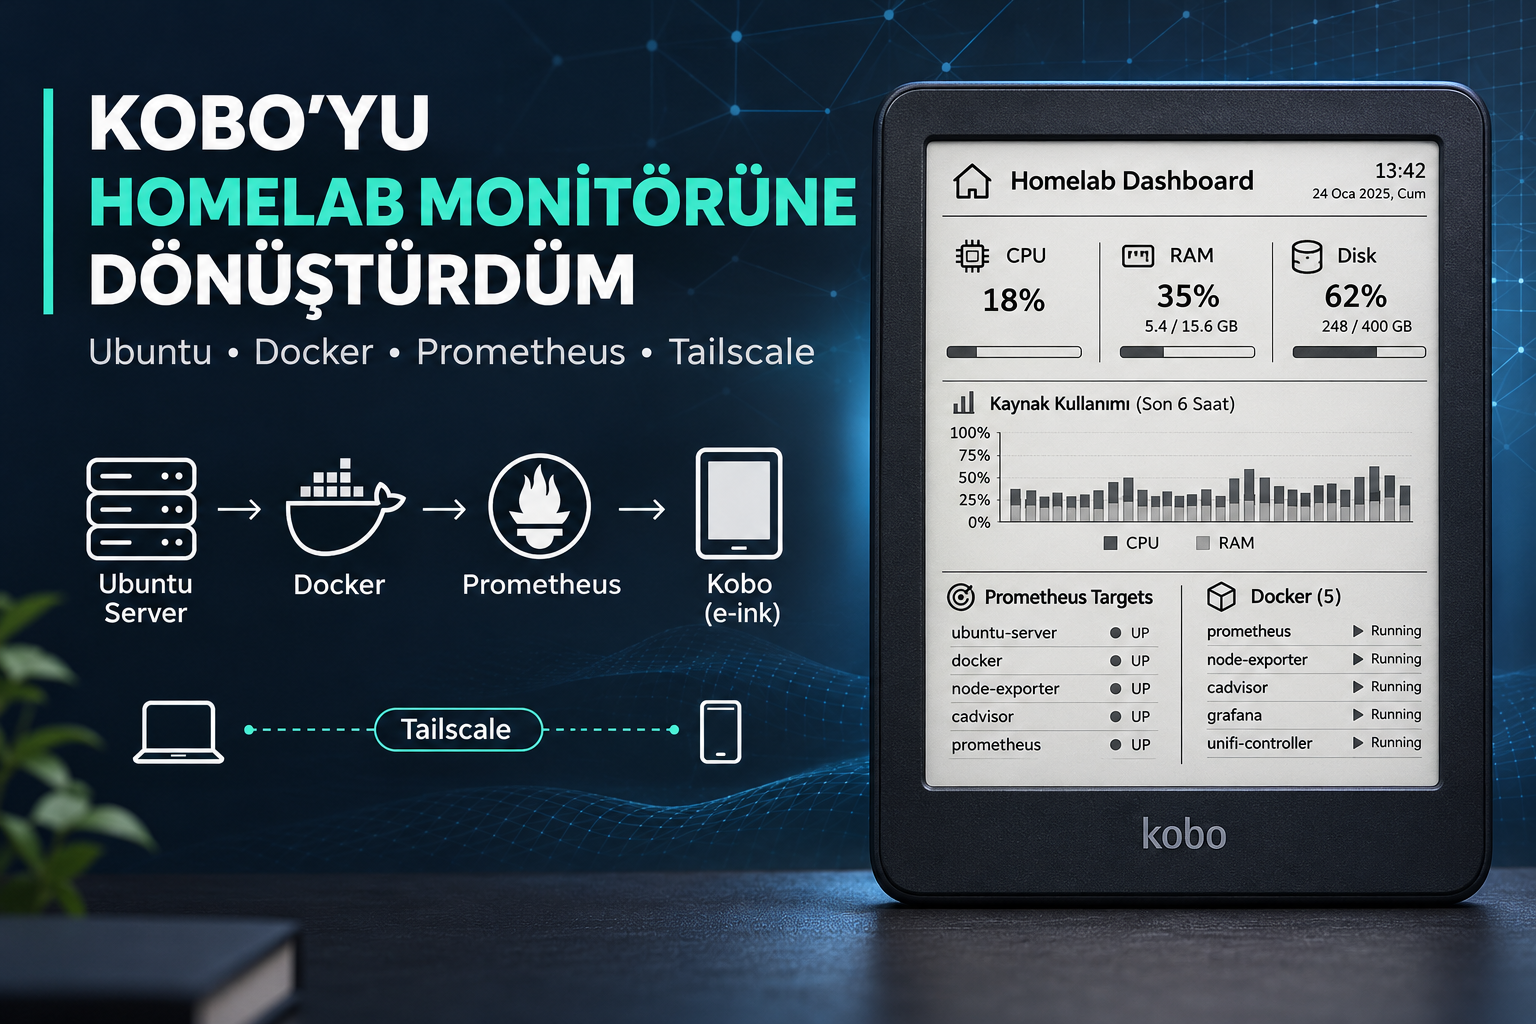 KOBO'YU
HOMELAB MONİTÖRÜNE
DÖNÜŞTÜRDÜM
Ubuntu • Docker • Prometheus • Tailscale
Ubuntu
Server
Docker
Prometheus
Kobo
(e-ink)
Tailscale
Homelab Dashboard
13:42
24 Oca 2025, Cum
CPU
18%
RAM
35%
5.4 / 15.6 GB
Disk
62%
248 / 400 GB
Kaynak Kullanımı (Son 6 Saat)
100%
75%
50%
25%
0%
CPU
RAM
Prometheus Targets
ubuntu-server UP
docker UP
node-exporter UP
cadvisor UP
prometheus UP
Docker (5)
prometheus Running
node-exporter Running
cadvisor Running
grafana Running
unifi-controller Running
kobo